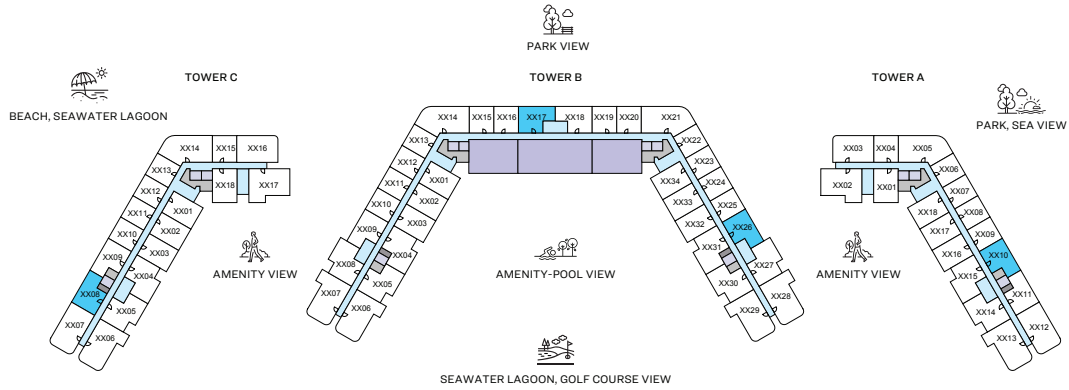 PARK VIEW
TOWER C
TOWER B
TOWER A
BEACH, SEAWATER LAGOON
PARK, SEA VIEW
XX14
XX15
XX16
XX13
XX12
XX11
XX10
XX09
XX08
XX07
XX06
XX05
XX04
XX03
XX02
XX01
XX18
XX17
AMENITY VIEW
XX14
XX15
XX16
XX17
XX18
XX19
XX20
XX21
XX13
XX12
XX11
XX10
XX09
XX08
XX07
XX06
XX05
XX04
XX03
XX02
XX01
XX22
XX23
XX24
XX25
XX26
XX27
XX28
XX29
XX30
XX31
XX32
XX33
XX34
AMENITY-POOL VIEW
SEAWATER LAGOON, GOLF COURSE VIEW
XX03
XX04
XX05
XX02
XX01
XX06
XX07
XX08
XX09
XX10
XX11
XX12
XX13
XX14
XX15
XX16
XX17
XX18
AMENITY VIEW